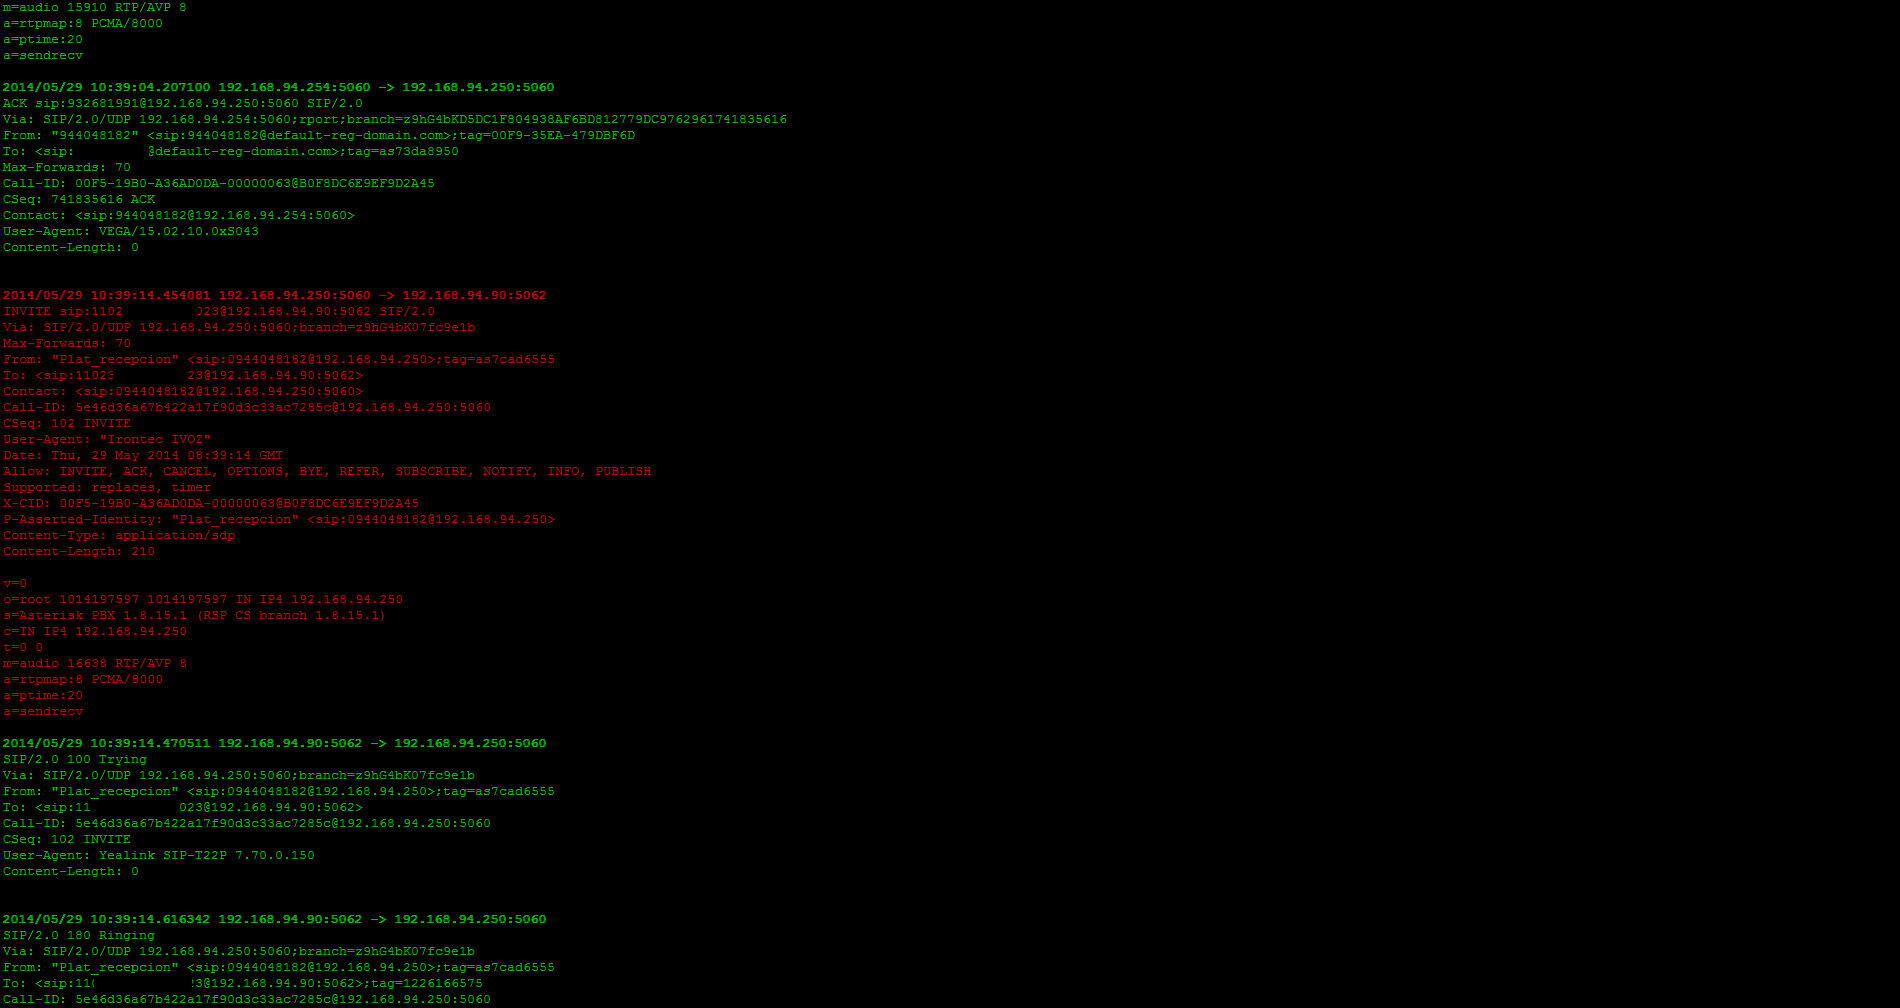 m=audio 15910 RTP/AVP 8
a=rtpmap:8 PCMA/8000
a=ptime:20
a=sendrecv
2014/05/29 10:39:04.207100 192.168.94.254:5060 -> 192.168.94.250:5060
ACK sip:932681991@192.168.94.250:5060 SIP/2.0
Via: SIP/2.0/UDP 192.168.94.254:5060;rport;branch=z9hG4bKD5DC1F804938AF6BD812779DC9762961741835616
From: "944048182" <sip:944048182@default-reg-domain.com>;tag=00F9-35EA-479DBF6D
To: <sip: @default-reg-domain.com>;tag=as73da8950
Max-Forwards: 70
Call-ID: 00F5-19B0-A36AD0DA-00000063@B0F8DC6E9EF9D2A45
CSeq: 741835616 ACK
Contact: <sip:944048182@192.168.94.254:5060>
User-Agent: VEGA/15.02.10.0xS043
Content-Length: 0
2014/05/29 10:39:14.454081 192.168.94.250:5060 -> 192.168.94.90:5062
INVITE sip:1102 023@192.168.94.90:5062 SIP/2.0
Via: SIP/2.0/UDP 192.168.94.250:5060;branch=z9hG4bK07fc9e1b
Max-Forwards: 70
From: "Plat_recepcion" <sip:0944048182@192.168.94.250>;tag=as7cad6555
To: <sip:11023 23@192.168.94.90:5062>
Contact: <sip:0944048182@192.168.94.250:5060>
Call-ID: 5e46d36a67b422a17f90d3c33ac7285c@192.168.94.250:5060
CSeq: 102 INVITE
User-Agent: "Irontec IVOZ"
Date: Thu, 29 May 2014 08:39:14 GMT
Allow: INVITE, ACK, CANCEL, OPTIONS, BYE, REFER, SUBSCRIBE, NOTIFY, INFO, PUBLISH
Supported: replaces, timer
X-CID: 00F5-19B0-A36AD0DA-00000063@B0F8DC6E9EF9D2A45
P-Asserted-Identity: "Plat_recepcion" <sip:0944048182@192.168.94.250>
Content-Type: application/sdp
Content-Length: 210
v=0
o=root 1014197597 1014197597 IN IP4 192.168.94.250
s=Asterisk PBX 1.8.15.1 (RSP CS branch 1.8.15.1)
c=IN IP4 192.168.94.250
t=0 0
m=audio 16638 RTP/AVP 8
a=rtpmap:8 PCMA/8000
a=ptime:20
a=sendrecv
2014/05/29 10:39:14.470511 192.168.94.90:5062 -> 192.168.94.250:5060
SIP/2.0 100 Trying
Via: SIP/2.0/UDP 192.168.94.250:5060;branch=z9hG4bK07fc9e1b
From: "Plat_recepcion" <sip:0944048182@192.168.94.250>;tag=as7cad6555
To: <sip:11 023@192.168.94.90:5062>
Call-ID: 5e46d36a67b422a17f90d3c33ac7285c@192.168.94.250:5060
CSeq: 102 INVITE
User-Agent: Yealink SIP-T22P 7.70.0.150
Content-Length: 0
2014/05/29 10:39:14.616342 192.168.94.90:5062 -> 192.168.94.250:5060
SIP/2.0 180 Ringing
Via: SIP/2.0/UDP 192.168.94.250:5060;branch=z9hG4bK07fc9e1b
From: "Plat_recepcion" <sip:0944048182@192.168.94.250>;tag=as7cad6555
To: <sip:11 3@192.168.94.90:5062>;tag=1226166575
Call-ID: 5e46d36a67b422a17f90d3c33ac7285c@192.168.94.250:5060